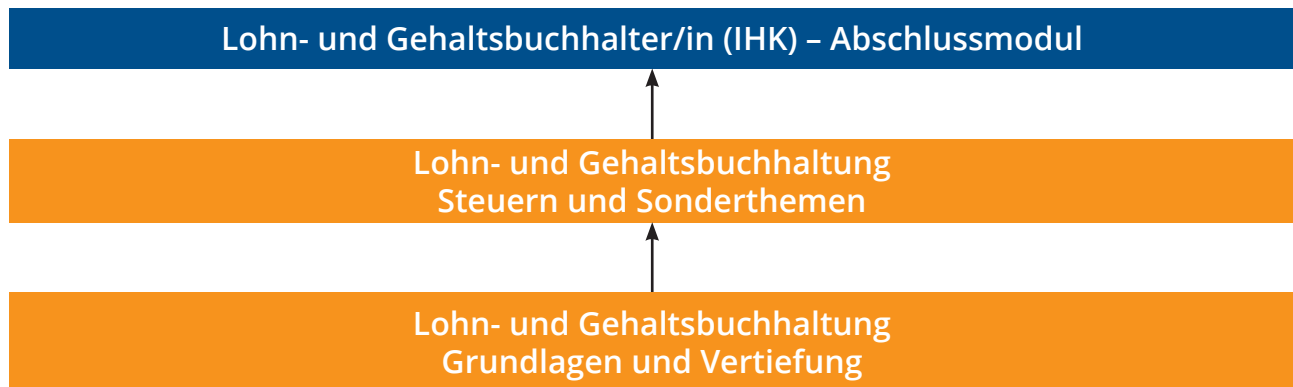 Lohn- und Gehaltsbuchhalter/in (IHK) – Abschlussmodul
Lohn- und Gehaltsbuchhaltung
Steuern und Sonderthemen
Lohn- und Gehaltsbuchhaltung
Grundlagen und Vertiefung